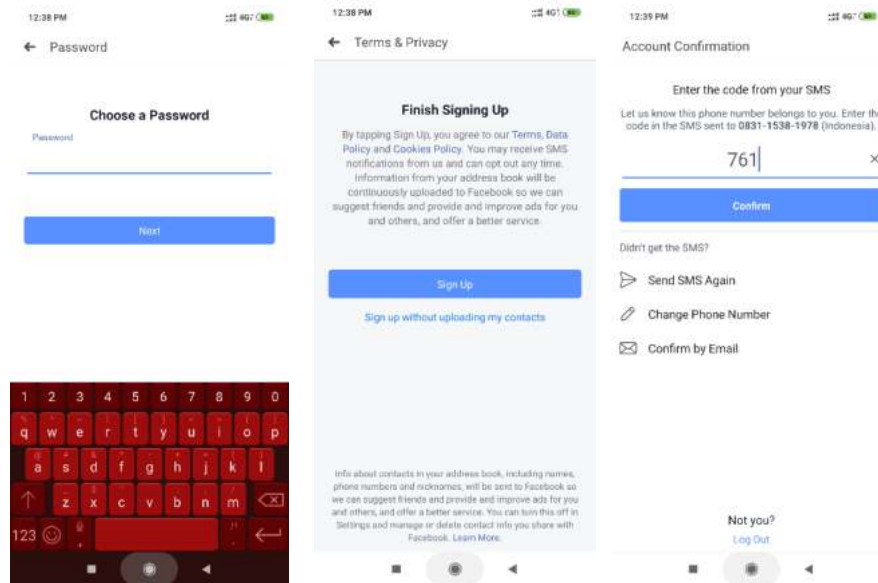 12:38 PM
Password
Choose a Password
Password
Next
1 2 3 4 5 6 7 8 9 0
q w e r t y u i o p
a s d f g h j k l
z x c v b n m
123
12:38 PM
Terms & Privacy
Finish Signing Up
By tapping Sign Up, you agree to our Terms, Data
Policy and Cookies Policy. You may receive SMS
notifications from us and can opt out any time.
Information from your address book will be
continuously uploaded to Facebook so we can
suggest friends and provide and improve ads for you
and others, and offer a better service.
Sign Up
Sign up without uploading my contacts
Info about contacts in your address book, including names,
phone numbers and nicknames, will be sent to Facebook so
we can suggest friends and provide and improve ads for you
and others, and offer a better service. You can turn this off in
Settings and manage or delete contact info you share with
Facebook. Learn More.
12:39 PM
Account Confirmation
Enter the code from your SMS
Let us know this phone number belongs to you. Enter the
code in the SMS sent to 0831-1538-1978 (Indonesia).
761
Confirm
Didn't get the SMS?
Send SMS Again
Change Phone Number
Confirm by Email
Not you?
Log Out